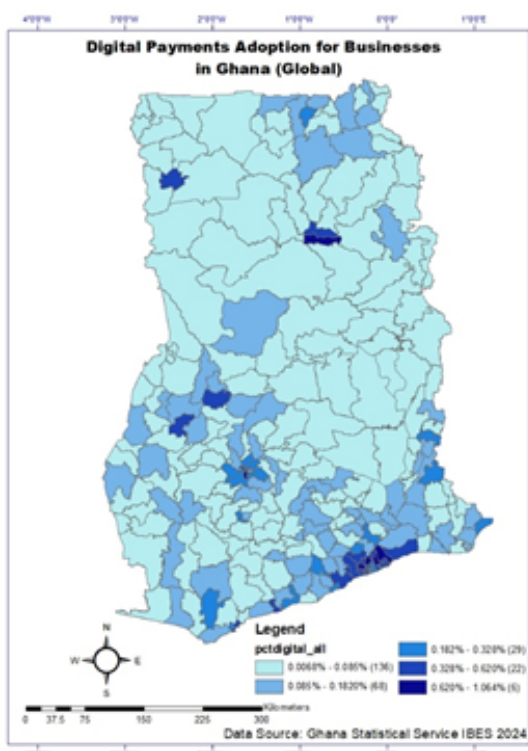 4°0'0"W 3°0'0"W 2°0'0"W 1°0'0"W 0°0'0" 1°0'0"E
Digital Payments Adoption for Businesses
in Ghana (Global)
N
W E
S
Legend
pctdigital_all
0.0068% - 0.085% (136)
0.085% - 0.1820% (68)
0.182% - 0.328% (29)
0.328% - 0.620% (22)
0.620% - 1.064% (6)
0 37.5 75 150 225 300
Kilometers
Data Source: Ghana Statistical Service IBES 2024